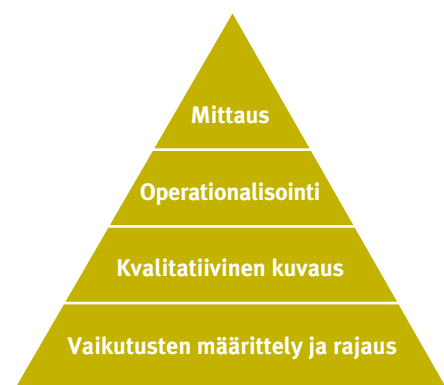 Mittaus
Operationalisointi
Kvalitatiivinen kuvaus
Vaikutusten määrittely ja rajaus